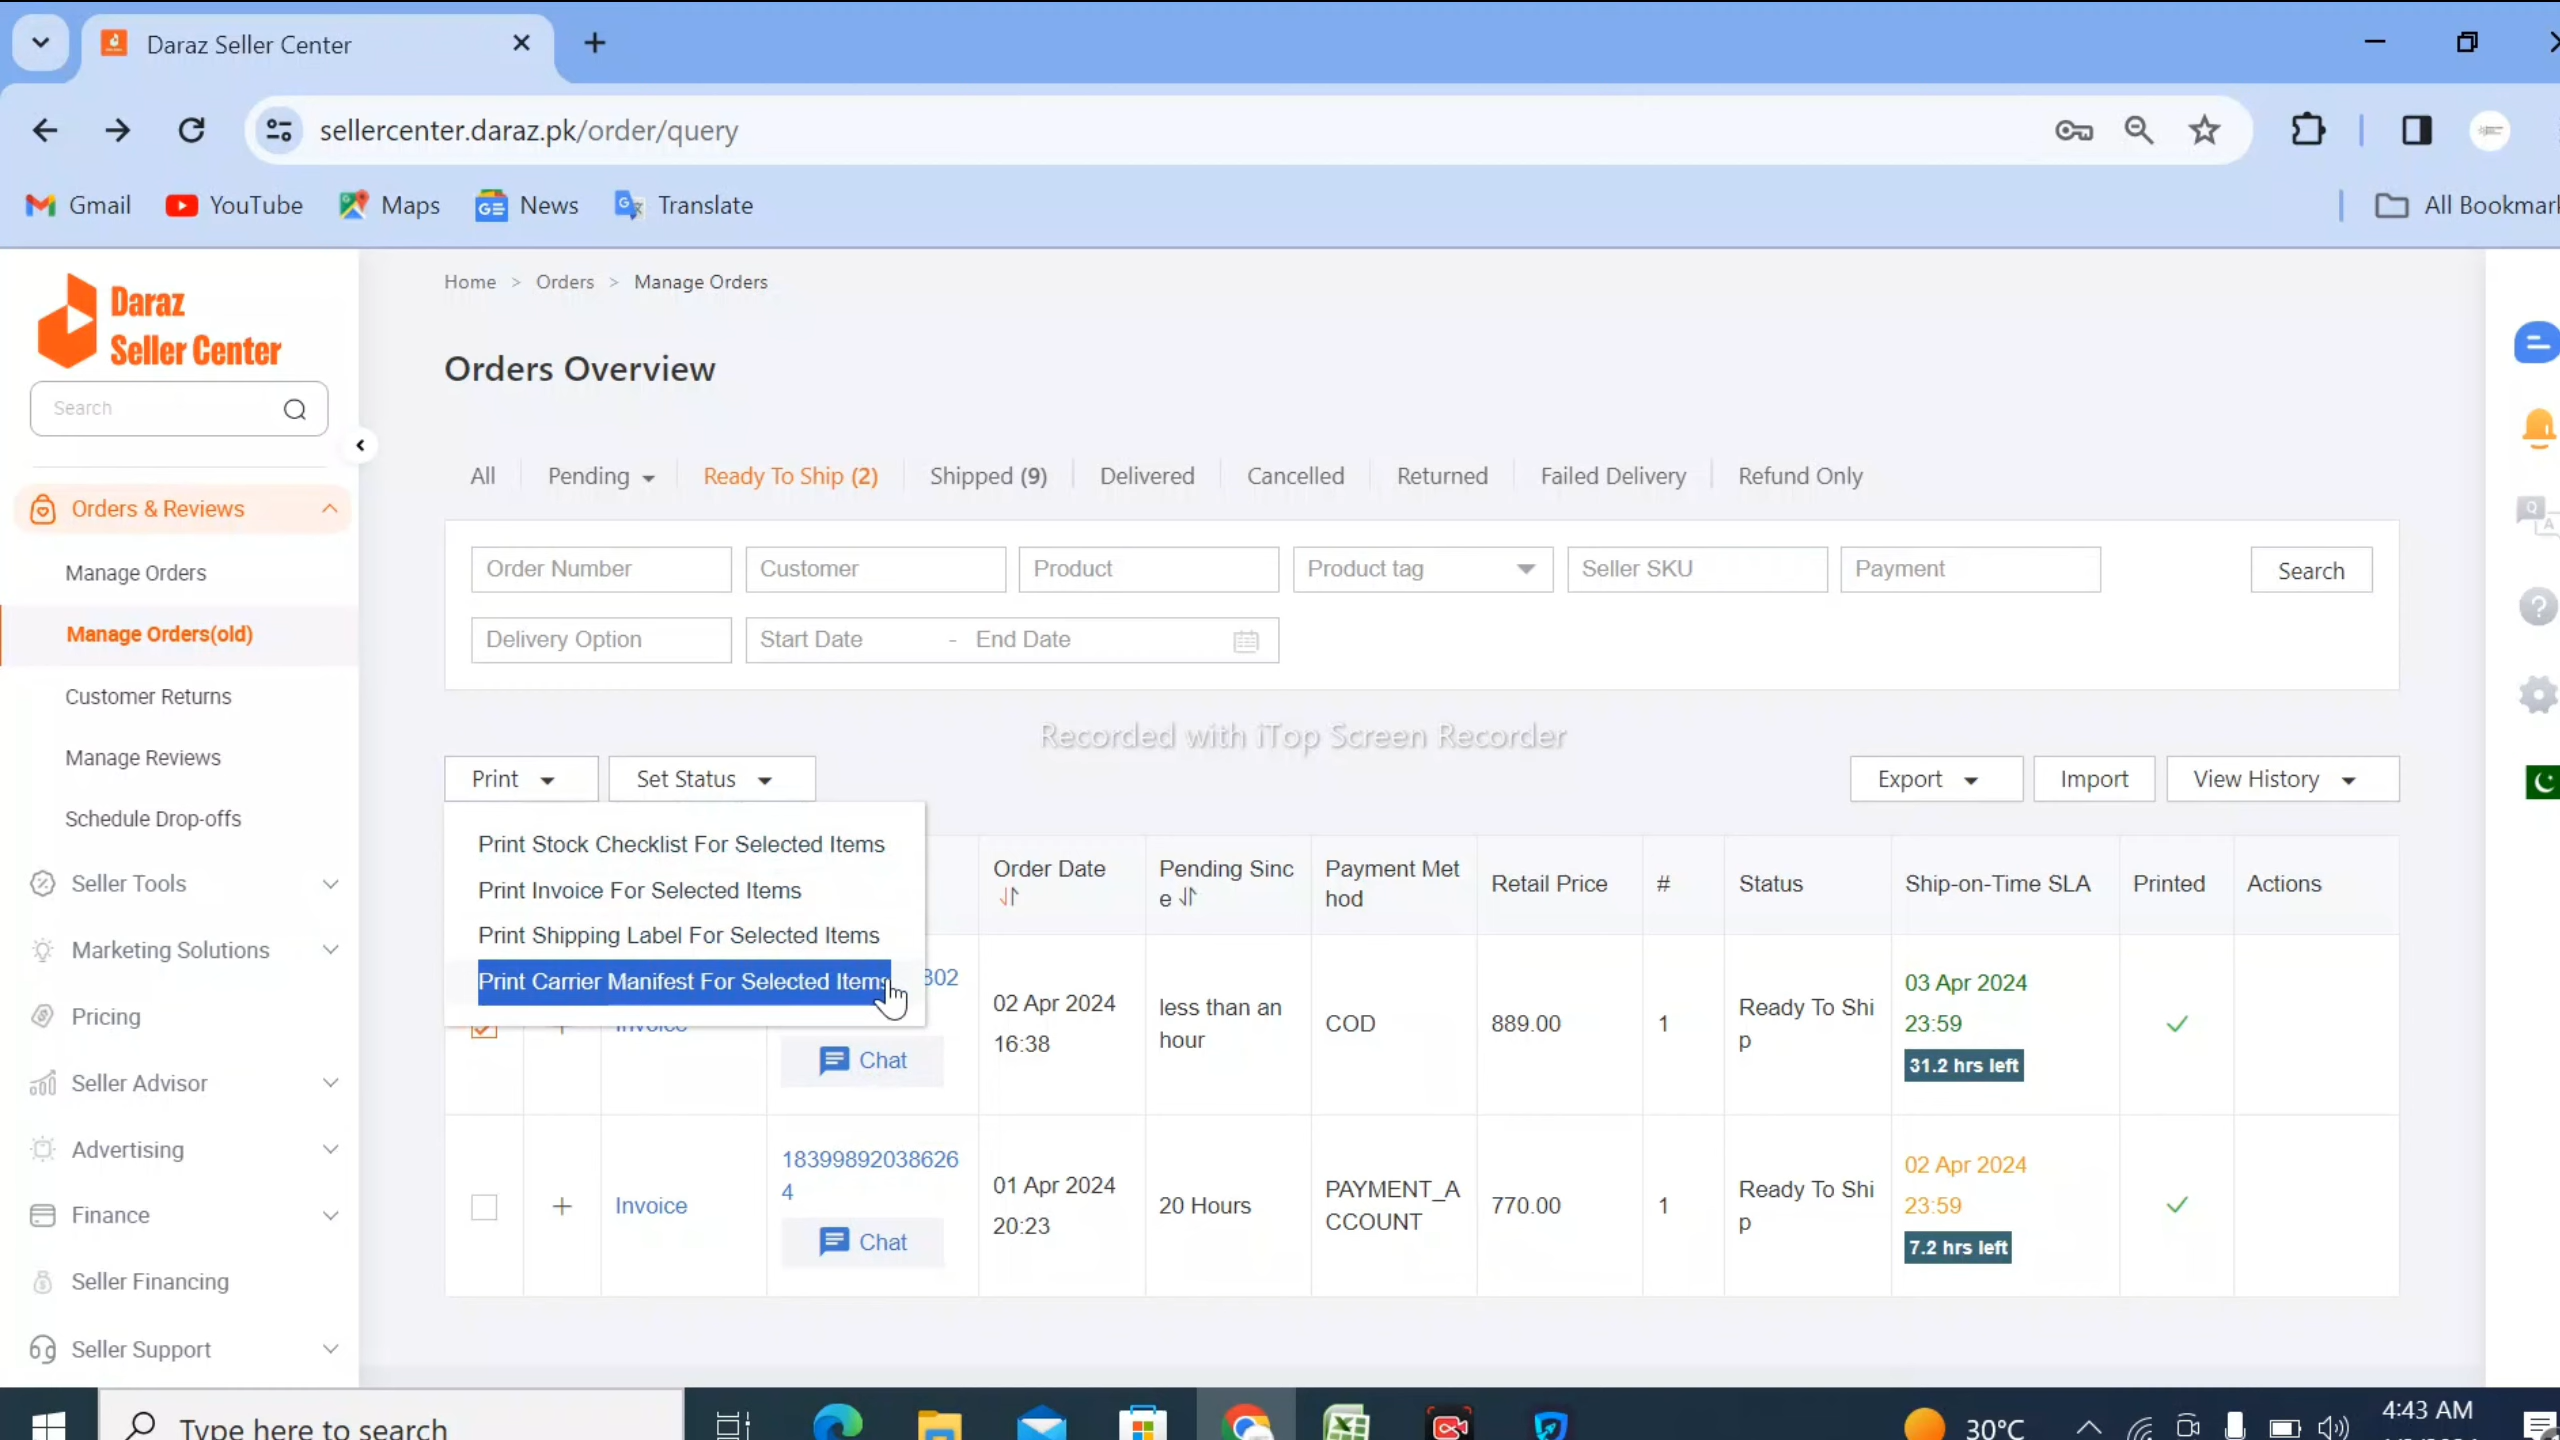 Daraz Seller Center
sellercenter.daraz.pk/order/query
Gmail
YouTube
Maps
News
Translate
All Bookmark
Daraz
Seller Center
Search
Orders & Reviews
Manage Orders
Manage Orders(old)
Customer Returns
Manage Reviews
Schedule Drop-offs
Seller Tools
Marketing Solutions
Pricing
Seller Advisor
Advertising
Finance
Seller Financing
Seller Support
Home > Orders > Manage Orders
Orders Overview
All
Pending
Ready To Ship (2)
Shipped (9)
Delivered
Cancelled
Returned
Failed Delivery
Refund Only
Order Number
Customer
Product
Product tag
Seller SKU
Payment
Search
Delivery Option
Start Date - End Date
Recorded with iTop Screen Recorder
Print
Set Status
Export
Import
View History
Print Stock Checklist For Selected Items
Print Invoice For Selected Items
Print Shipping Label For Selected Items
Print Carrier Manifest For Selected Items
Order Date
Pending Sinc
e
Payment Met
hod
Retail Price
#
Status
Ship-on-Time SLA
Printed
Actions
Invoice
302
Chat
02 Apr 2024
16:38
less than an
hour
COD
889.00
1
Ready To Shi
p
03 Apr 2024
23:59
31.2 hrs left
Invoice
18399892038626
4
Chat
01 Apr 2024
20:23
20 Hours
PAYMENT_A
CCOUNT
770.00
1
Ready To Shi
p
02 Apr 2024
23:59
7.2 hrs left
Type here to search
30°C
4:43 AM